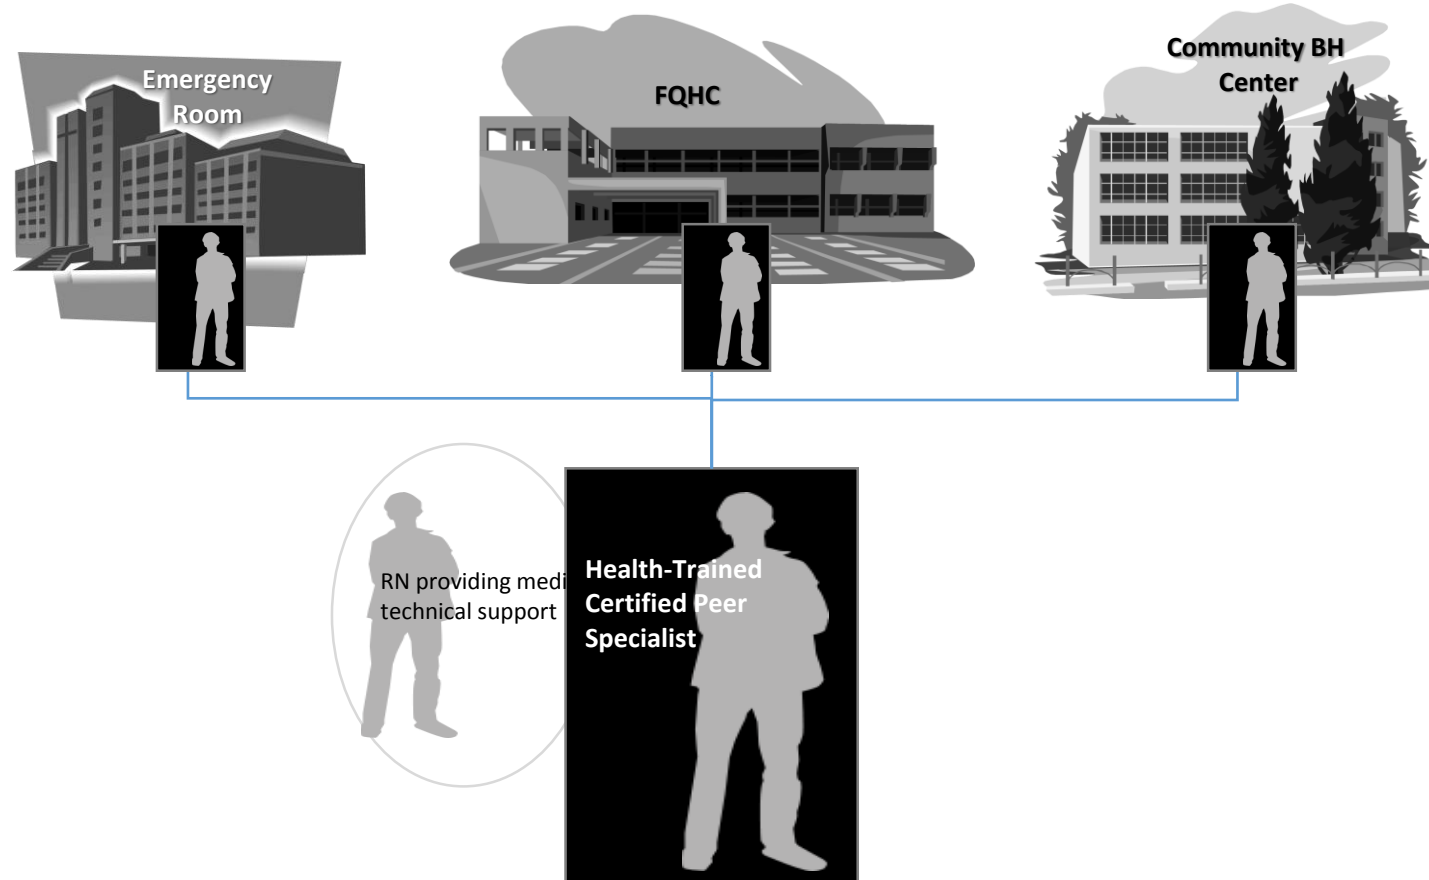 Emergency
Room
FQHC
Community BH
Center
RN providing medi
technical support
Health-Trained
Certified Peer
Specialist